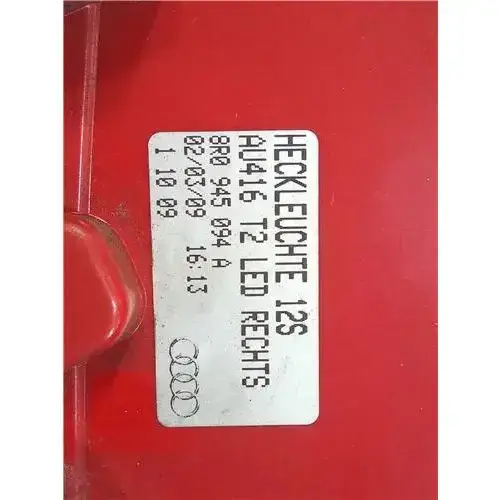 HECKLEUCHTE 12S
AU416 T2 LED RECHTS
8R0 945 094 A
02/03/09 16:13
1 10 09